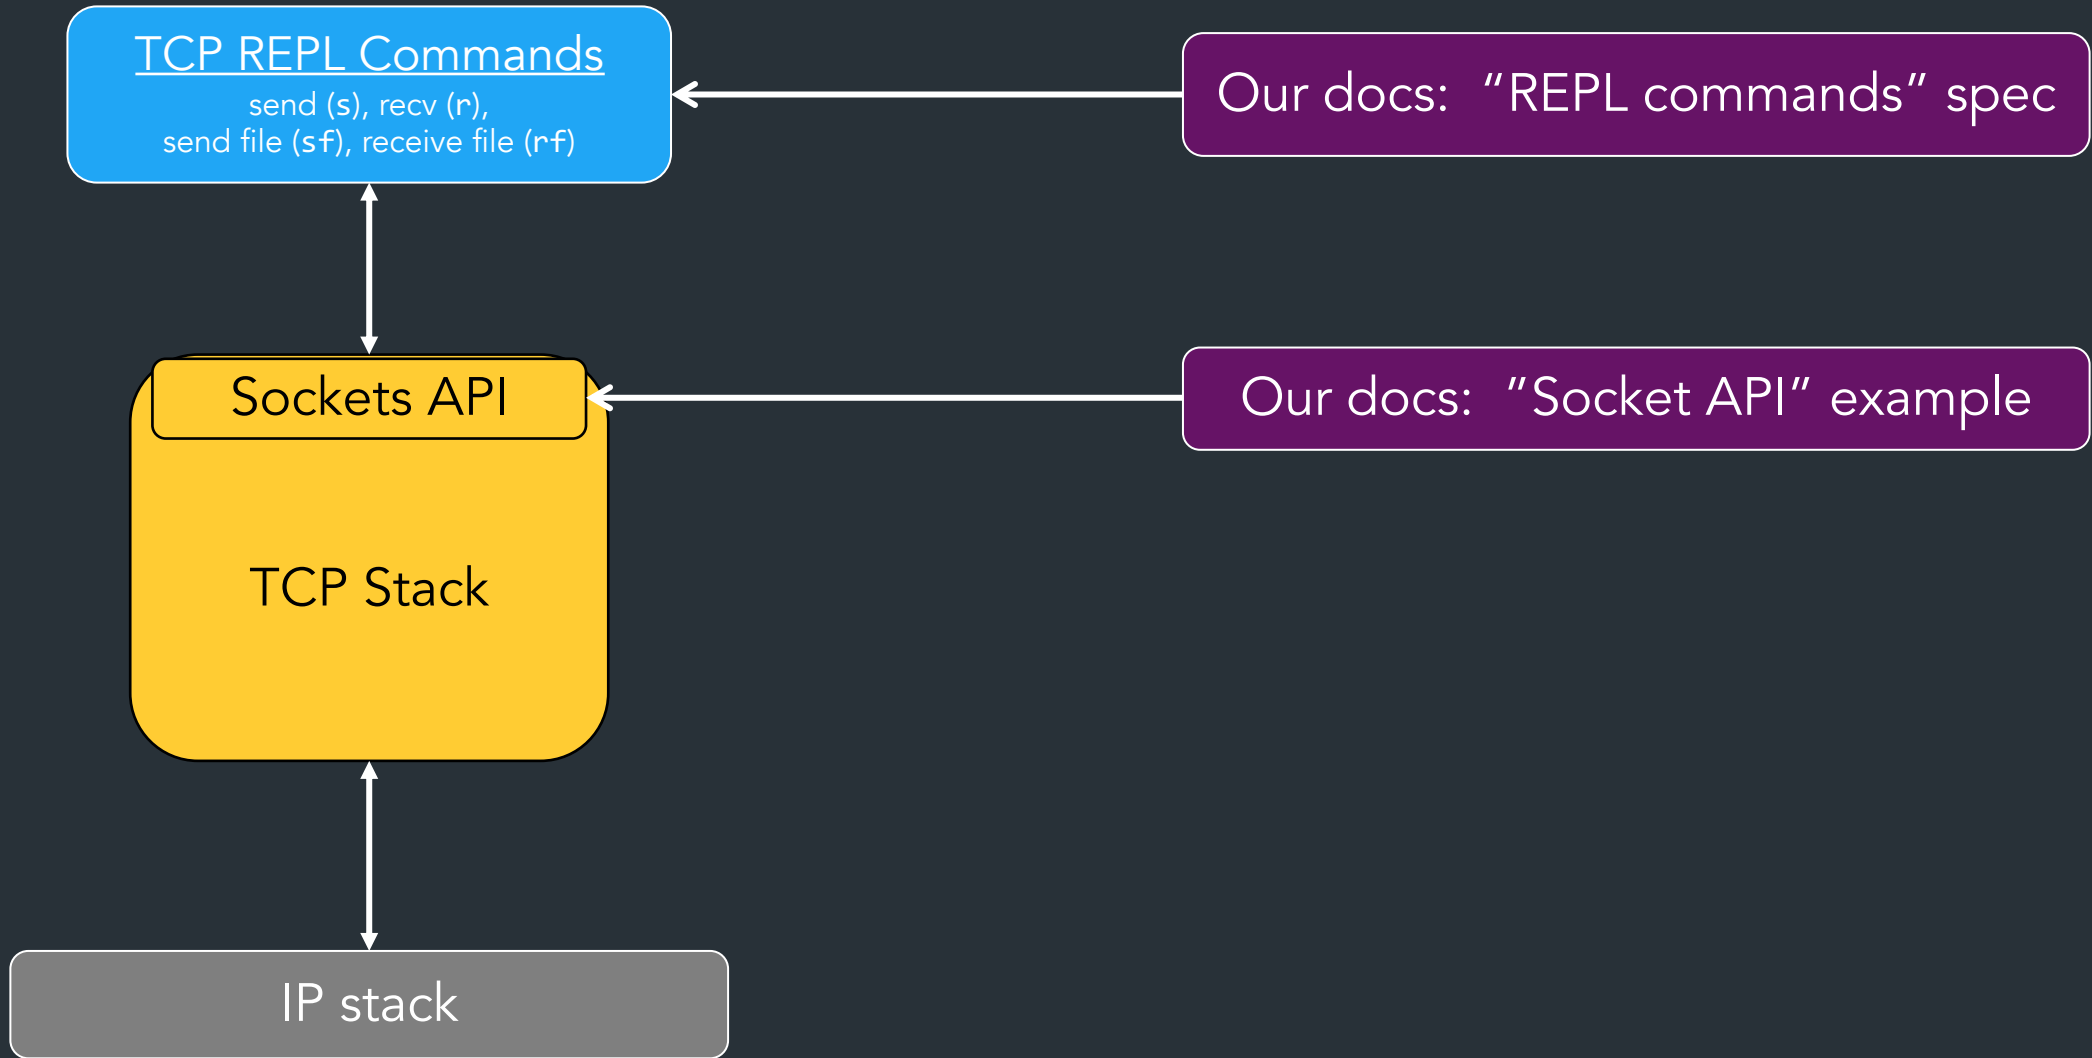 TCP REPL Commands
send (s), recv (r),
send file (sf), receive file (rf)
Our docs:  “REPL commands” spec
Sockets API
Our docs:  “Socket API” example
TCP Stack
IP stack